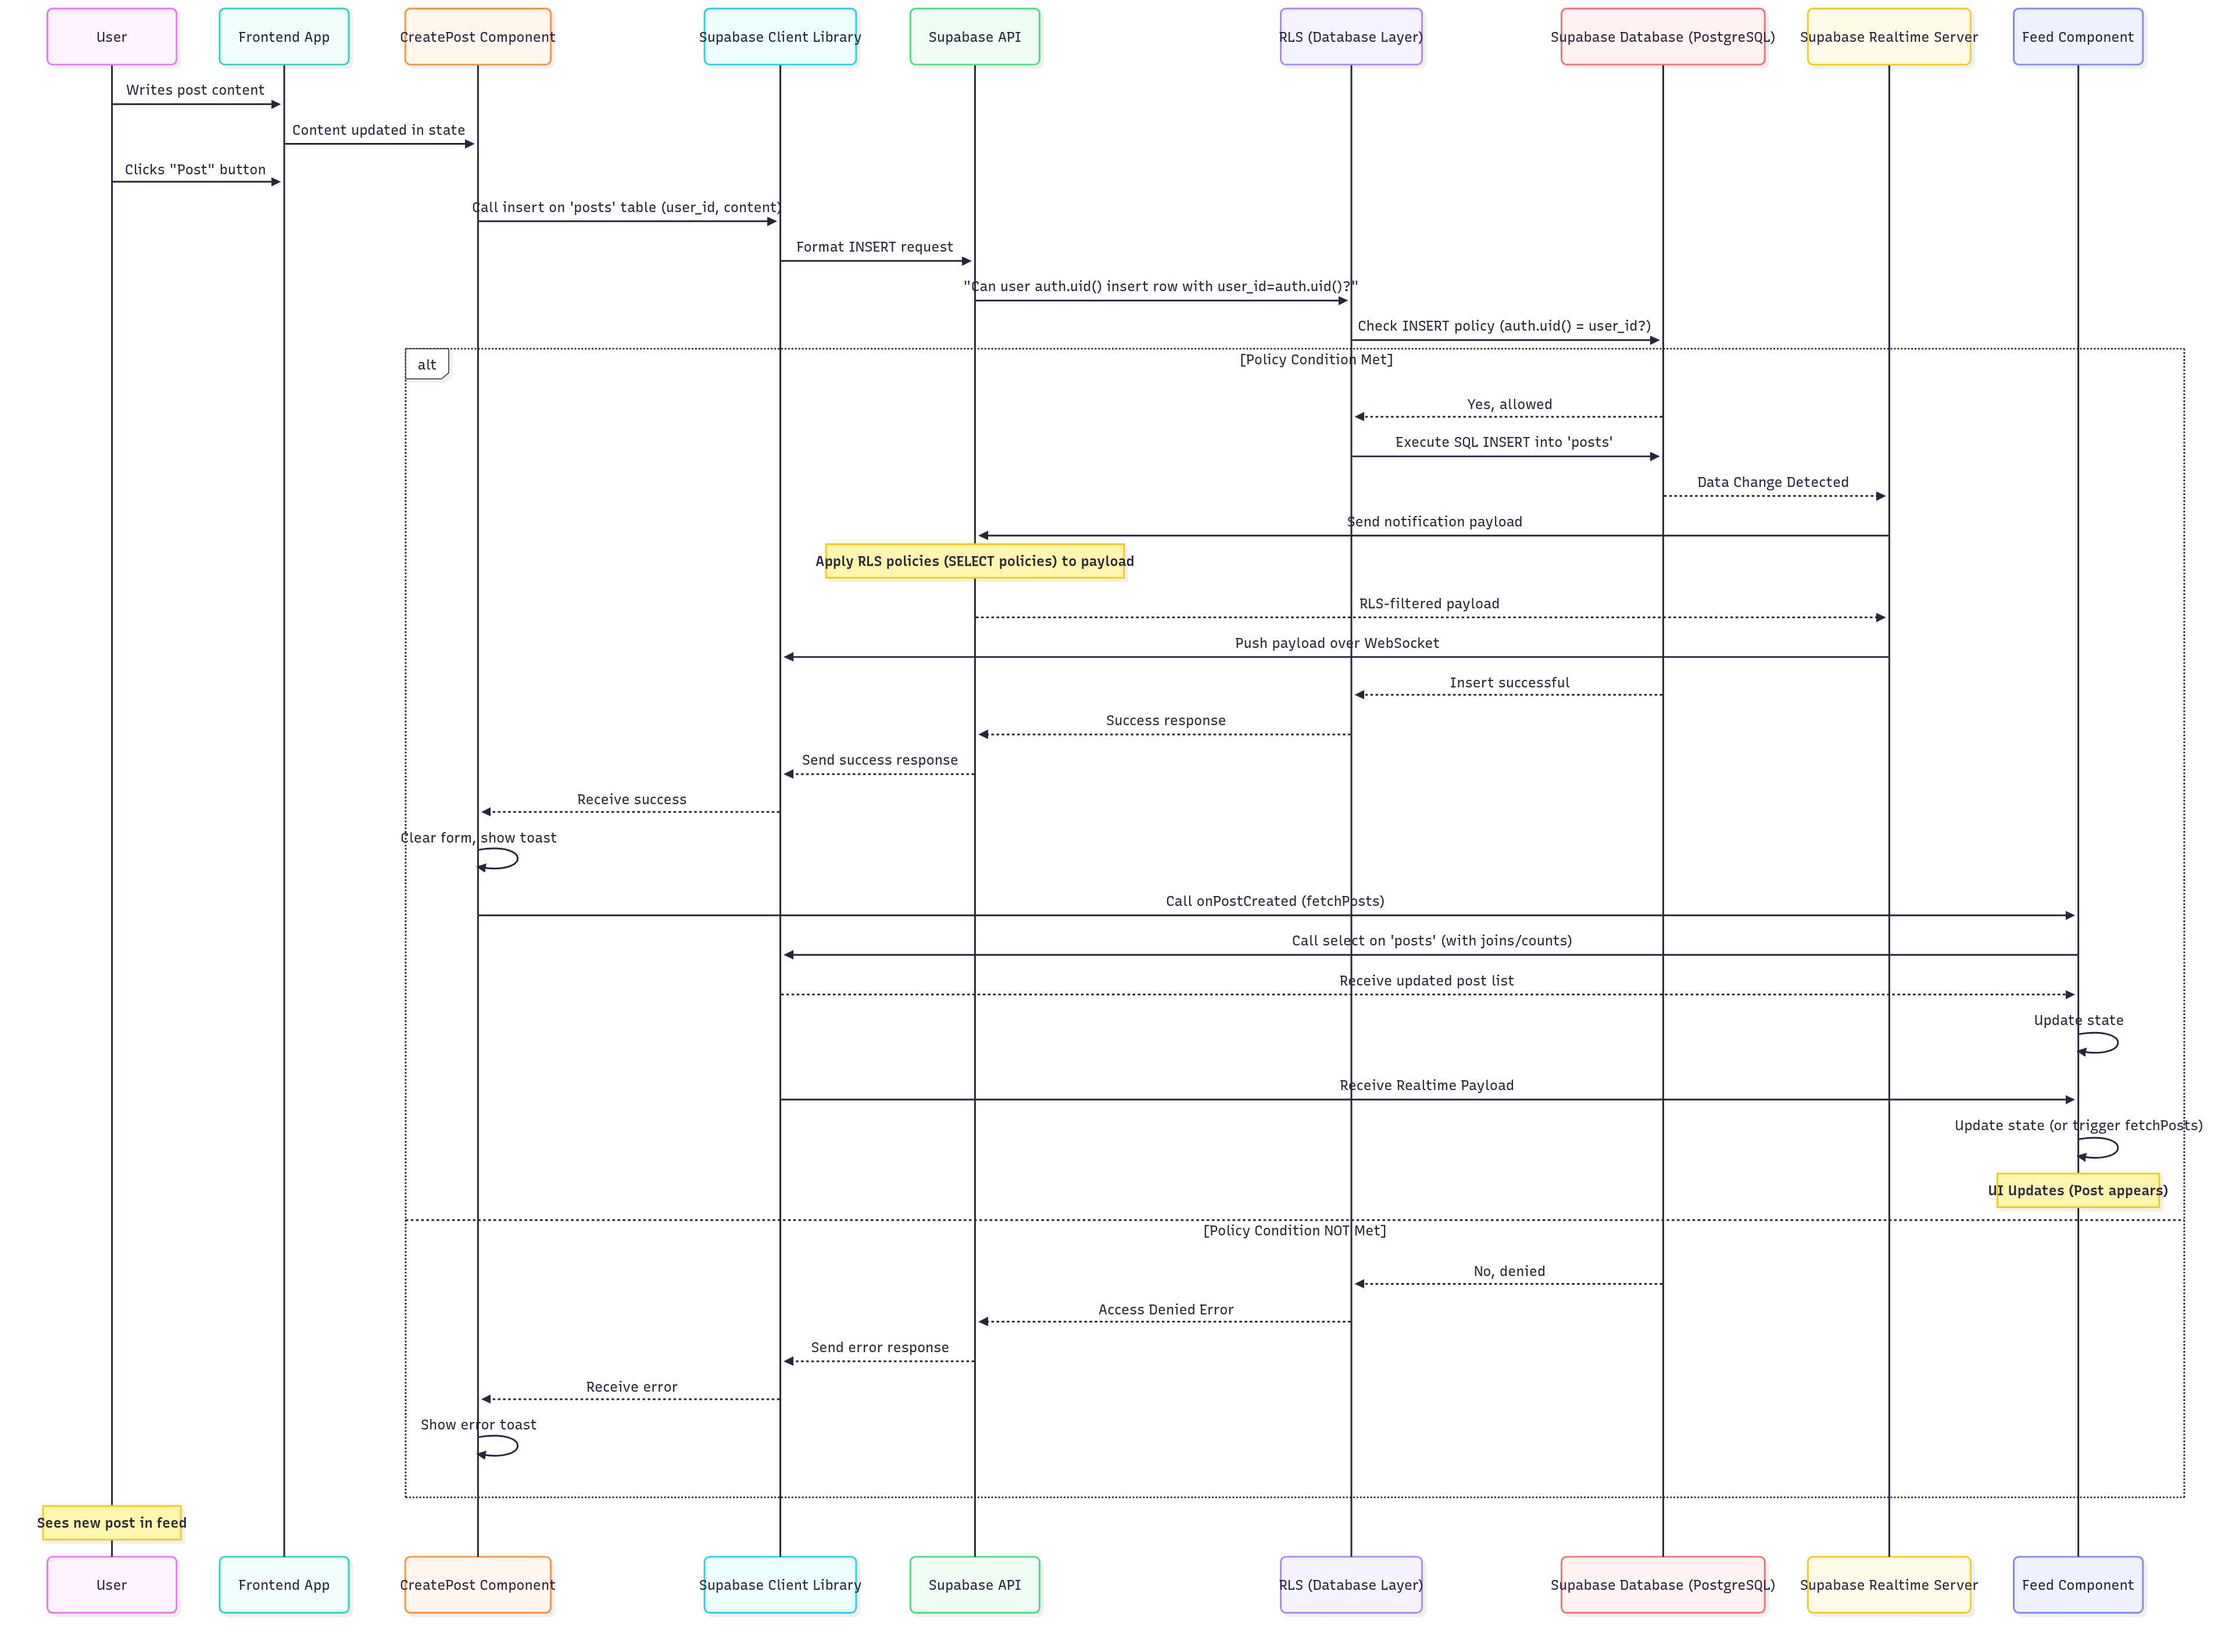 User
Frontend App
CreatePost Component
Supabase Client Library
Supabase API
RLS (Database Layer)
Supabase Database (PostgreSQL)
Supabase Realtime Server
Feed Component
Writes post content
Content updated in state
Clicks "Post" button
Call insert on 'posts' table (user_id, content)
Format INSERT request
"Can user auth.uid() insert row with user_id=auth.uid()?"
Check INSERT policy (auth.uid() = user_id?)
alt
[Policy Condition Met]
Yes, allowed
Execute SQL INSERT into 'posts'
Data Change Detected
Send notification payload
Apply RLS policies (SELECT policies) to payload
RLS-filtered payload
Push payload over WebSocket
Insert successful
Success response
Send success response
Receive success
Clear form, show toast
Call onPostCreated (fetchPosts)
Call select on 'posts' (with joins/counts)
Receive updated post list
Update state
Receive Realtime Payload
Update state (or trigger fetchPosts)
UI Updates (Post appears)
[Policy Condition NOT Met]
No, denied
Access Denied Error
Send error response
Receive error
Show error toast
Sees new post in feed
User
Frontend App
CreatePost Component
Supabase Client Library
Supabase API
RLS (Database Layer)
Supabase Database (PostgreSQL)
Supabase Realtime Server
Feed Component